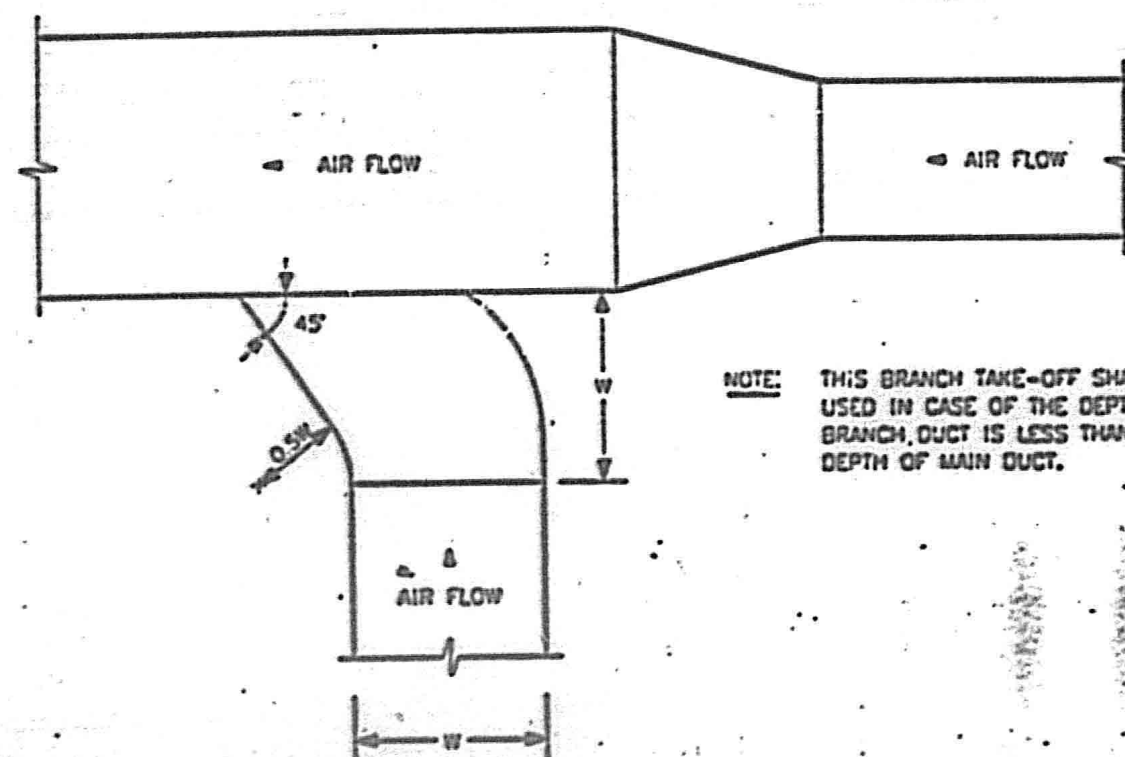 AIR FLOW
AIR FLOW
45°
W
0.5W
NOTE: THIS BRANCH TAKE-OFF
USED IN CASE OF THE
BRANCH DUCT IS LESS THAN
DEPTH OF MAIN DUCT.
AIR FLOW
W